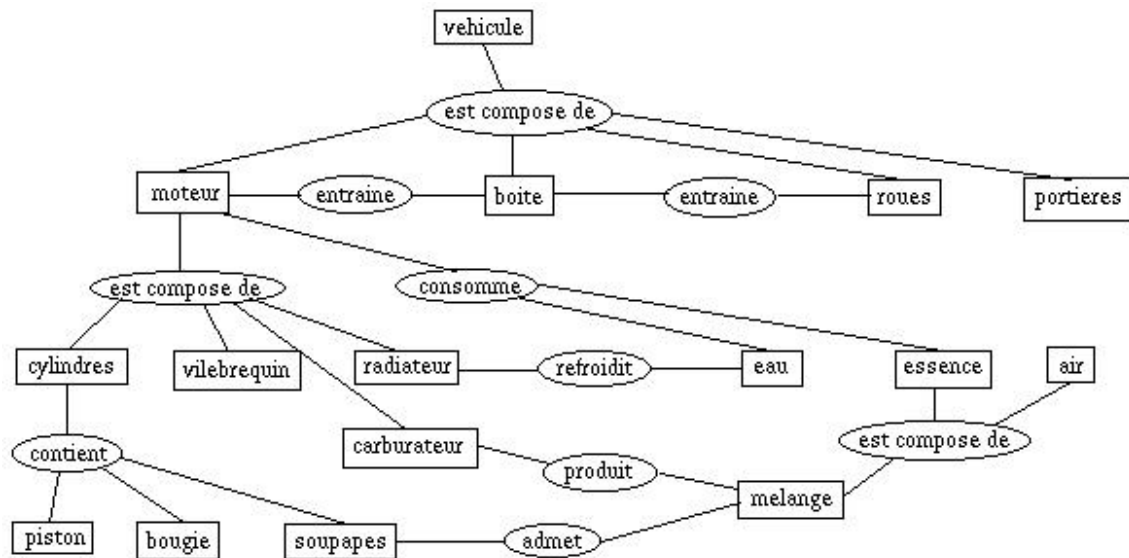 vehicule
est compose de
moteur
entraine
boite
entraine
roues
portieres
est compose de
consomme
cylindres
vilebrequin
radiateur
refroidit
eau
essence
air
contient
carburateur
est compose de
produit
melange
piston
bougie
soupapes
admet